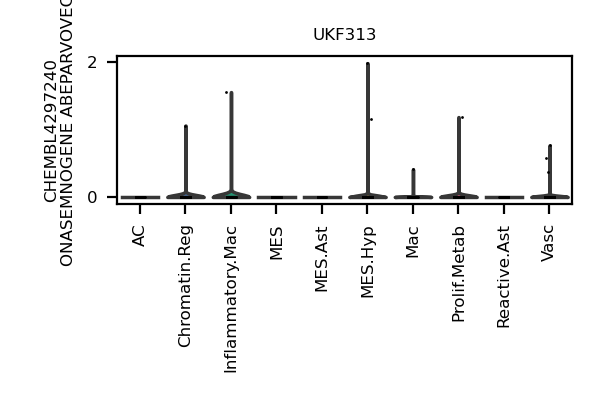 UKF313
CHEMBL4297240
ONASEMNOGENE ABEPARVOVEC
2
0
AC
Chromatin.Reg
Inflammatory.Mac
MES
MES.Ast
MES.Hyp
Mac
Prolif.Metab
Reactive.Ast
Vasc